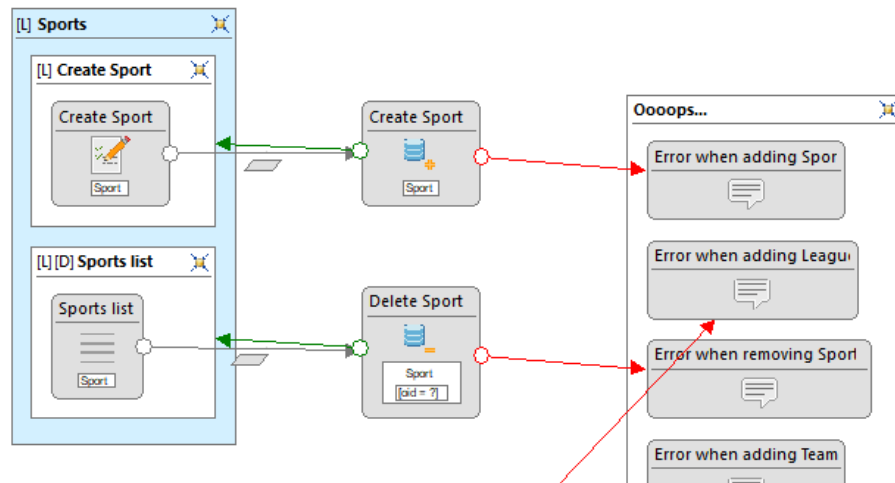 [L] Sports
[L] Create Sport
Create Sport
Sport
[L] [D] Sports list
Sports list
Sport
Create Sport
Sport
Delete Sport
Sport
[oid = ?]
Ooooops...
Error when adding Spor
Error when adding Leagu
Error when removing Sport
Error when adding Team